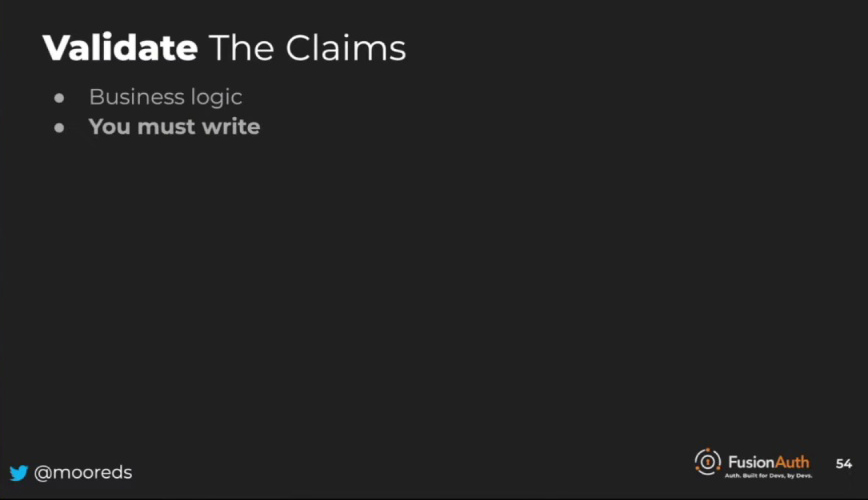 Validate The Claims
● Business logic
● You must write
@mooreds
FusionAuth
Auth. Built for Devs, by Devs.
54